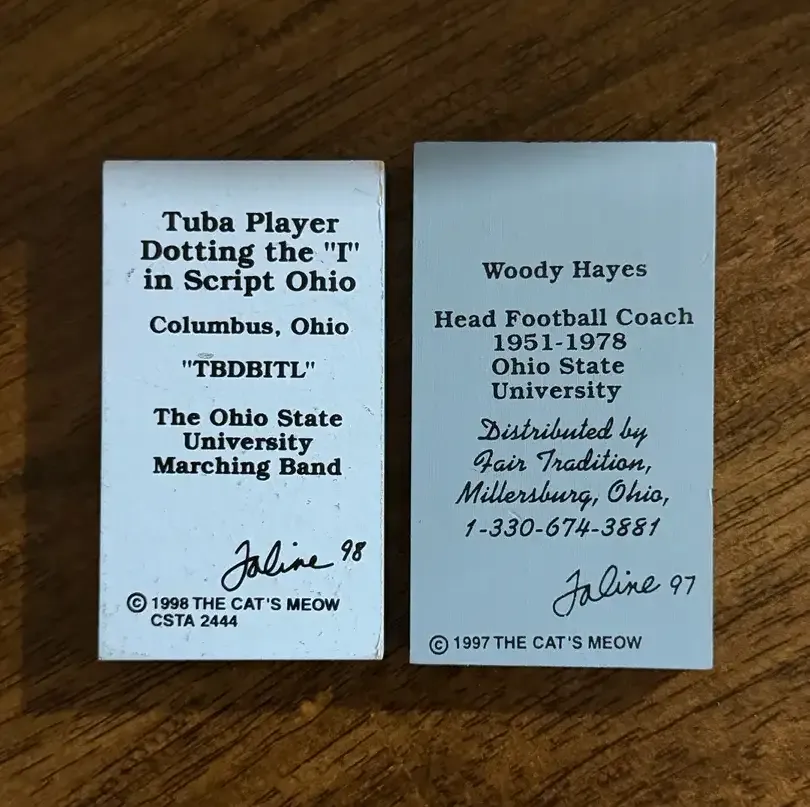 Tuba Player
Dotting the "I"
in Script Ohio
Columbus, Ohio
"TBDBITL"
The Ohio State
University
Marching Band
Faline 98
© 1998 THE CAT'S MEOW
CSTA 2444
Woody Hayes
Head Football Coach
1951-1978
Ohio State
University
Distributed by
Fair Tradition,
Millersburg, Ohio,
1-330-674-3881
Faline 97
© 1997 THE CAT'S MEOW